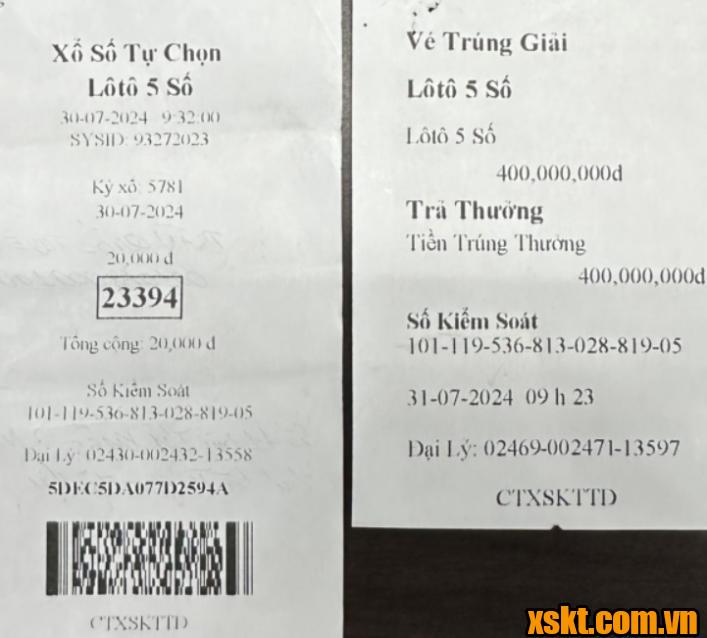 Xổ Số Tự Chọn
Lôtô 5 Số
30-07-2024 9:32:00
SYSID: 93272023
Kỳ xổ: 5781
30-07-2024
20,000 đ
23394
Tổng cộng: 20,000 đ
Số Kiểm Soát
101-119-536-813-028-819-05
Đại Lý: 02430-002432-13558
5DEC5DA077D2594A
CTXSKTTD
Vé Trúng Giải
Lôtô 5 Số
Lôtô 5 Số
400,000,000đ
Trả Thưởng
Tiền Trúng Thưởng
400,000,000đ
Số Kiểm Soát
101-119-536-813-028-819-05
31-07-2024 09 h 23
Đại Lý: 02469-002471-13597
CTXSKTTD
xskt.com.vn